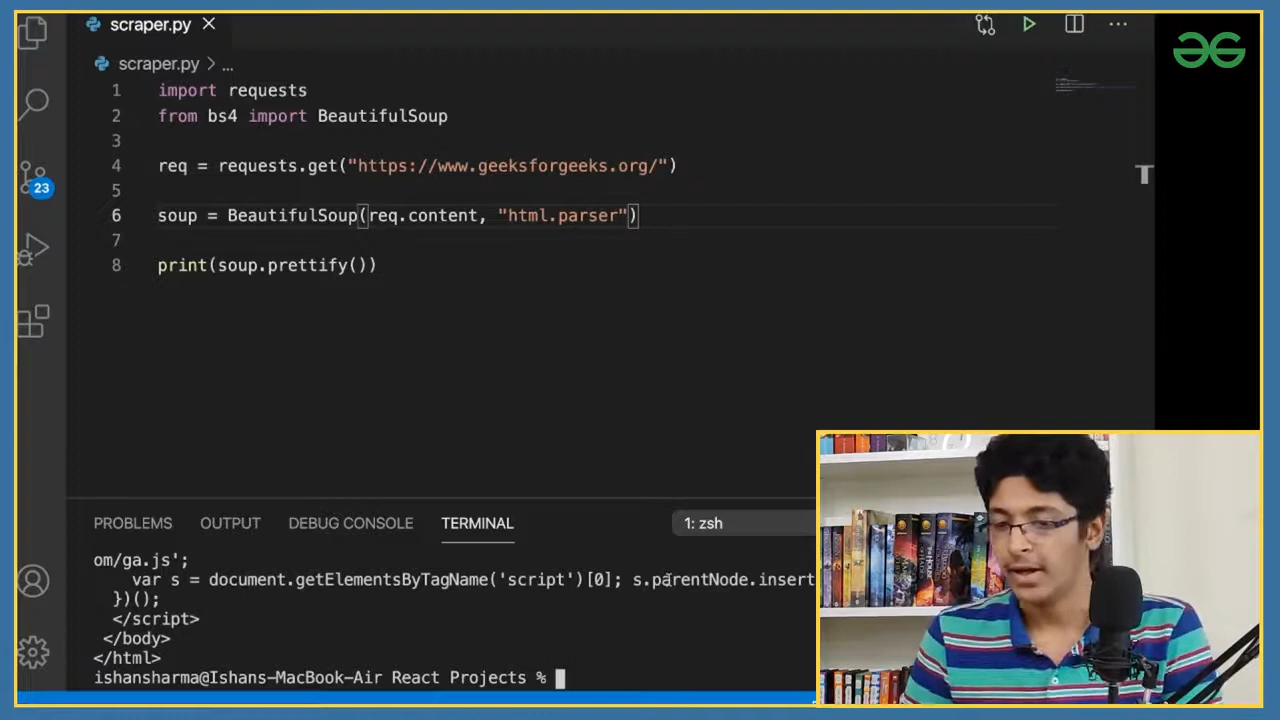 scraper.py
scraper.py > ...
1 import requests
2 from bs4 import BeautifulSoup
3
4 req = requests.get("https://www.geeksforgeeks.org/")
5
6 soup = BeautifulSoup(req.content, "html.parser")
7
8 print(soup.prettify())
23
PROBLEMS OUTPUT DEBUG CONSOLE TERMINAL 1: zsh
om/ga.js';
var s = document.getElementsByTagName('script')[0]; s.parentNode.insert
})();
</script>
</body>
</html>
ishansharma@Ishans-MacBook-Air React Projects %